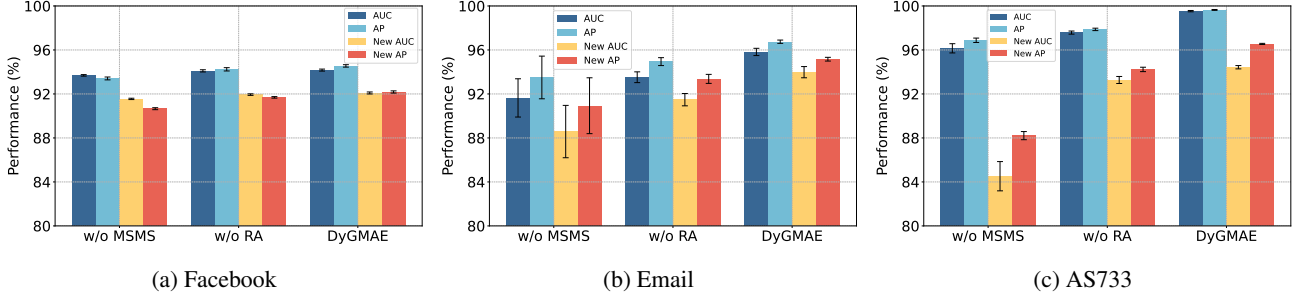 100
96
92
88
84
80
Performance (%)
AUC
AP
New AUC
New AP
w/o MSMS
w/o RA
DyGMAE
(a) Facebook
100
96
92
88
84
80
Performance (%)
AUC
AP
New AUC
New AP
w/o MSMS
w/o RA
DyGMAE
(b) Email
100
96
92
88
84
80
Performance (%)
AUC
AP
New AUC
New AP
w/o MSMS
w/o RA
DyGMAE
(c) AS733